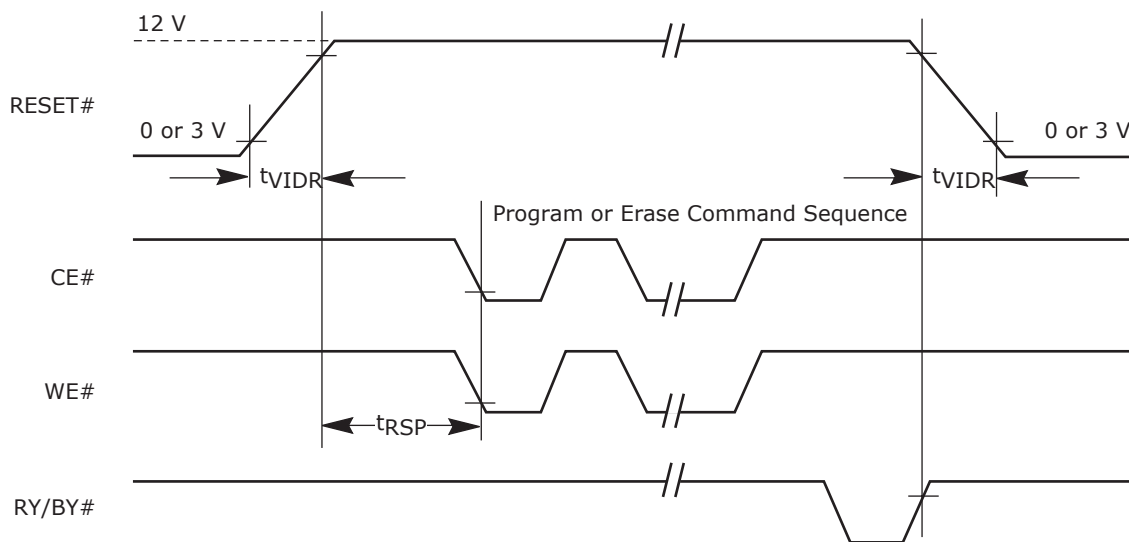 12 V
RESET#
0 or 3 V
0 or 3 V
tVIDR
tVIDR
Program or Erase Command Sequence
CE#
WE#
tRSP
RY/BY#